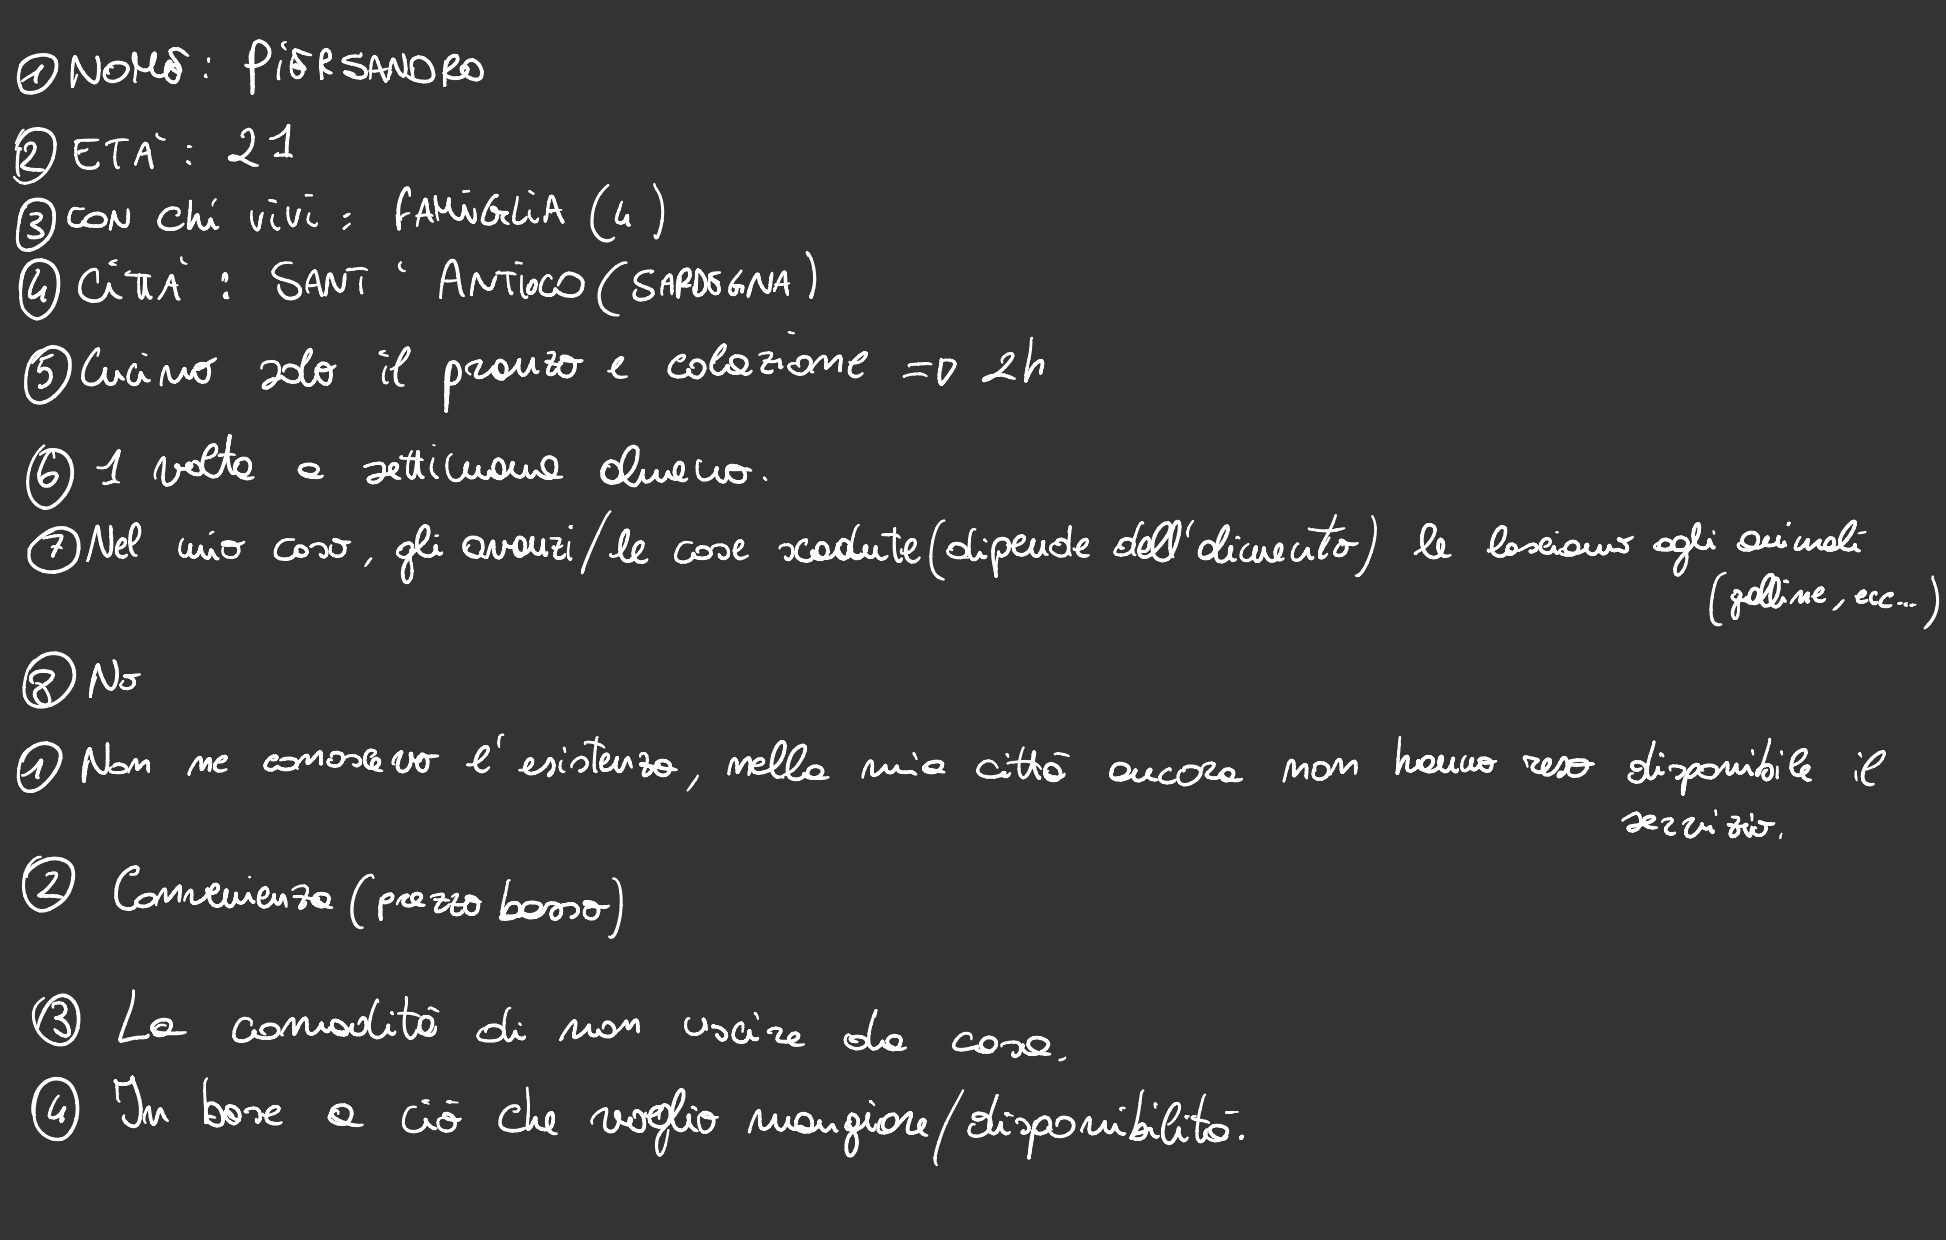 ① NOME: PIERSANDRO
② ETÀ: 21
③ CON chi vivi: FAMIGLIA (4)
④ CITTÀ: SANT' ANTIOCO (SARDEGNA)
⑤ Cucino solo il pranzo e colazione => 2h
⑥ 1 volta a settimana almeno.
⑦ Nel mio caso, gli avanzi/le cose scadute (dipende dell'alimento) le lasciamo agli animali
(galline, ecc...)
⑧ No
① Non ne conoscevo l'esistenza, nella mia città ancora non hanno reso disponibile il
servizio.
② Convenienza (prezzo basso)
③ La comodità di non uscire da casa.
④ In base a ciò che voglio mangiare/disponibilità.